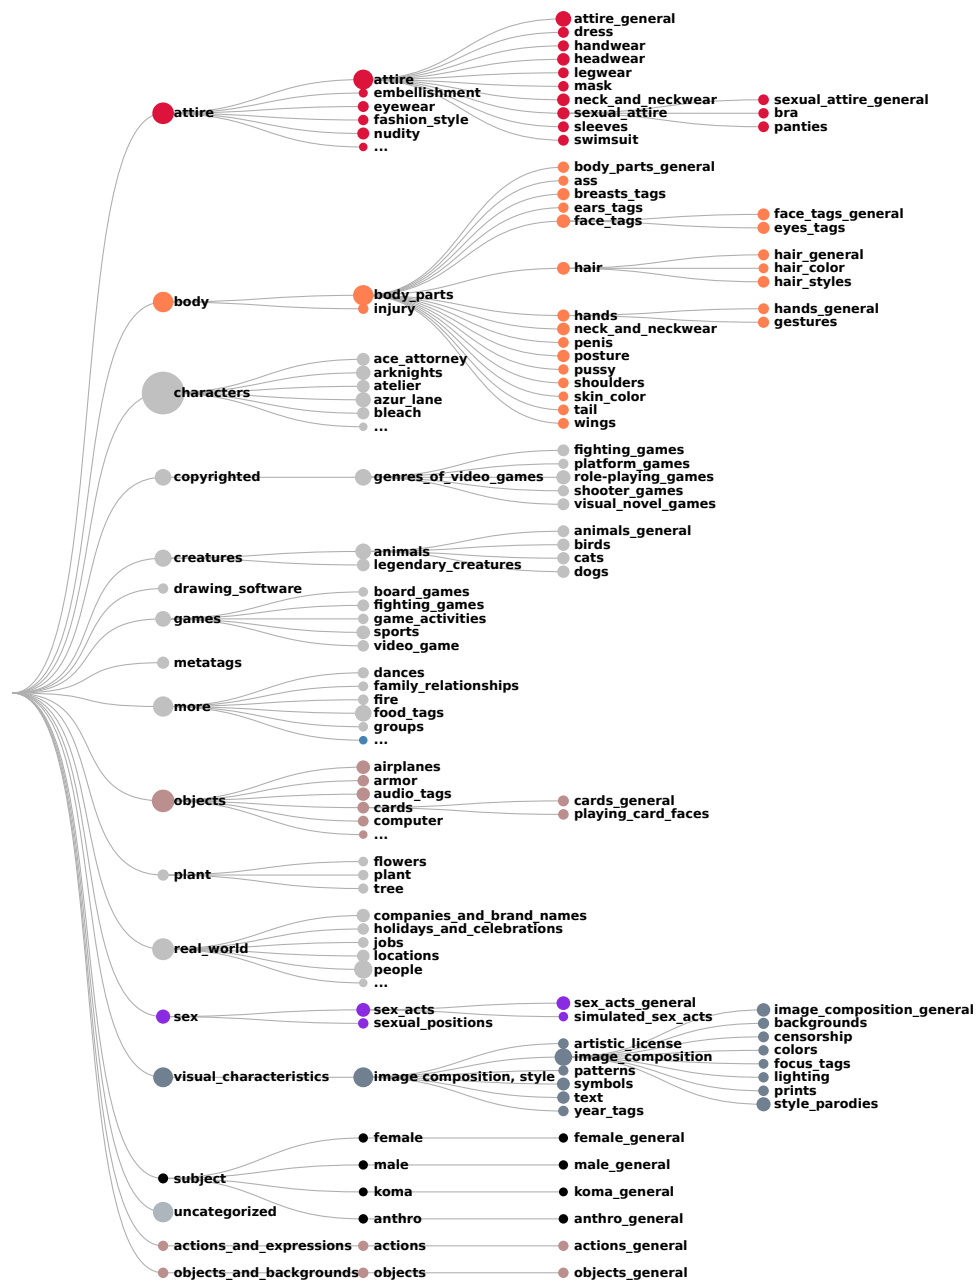 attire
attire
attire_general
dress
handwear
headwear
legwear
mask
neck_and_neckwear
sexual_attire
sexual_attire_general
bra
panties
sleeves
swimsuit
embellishment
eyewear
fashion_style
nudity
...
body
body_parts
body_parts_general
ass
breasts_tags
ears_tags
face_tags
face_tags_general
eyes_tags
hair
hair_general
hair_color
hair_styles
hands
hands_general
gestures
neck_and_neckwear
penis
posture
pussy
shoulders
skin_color
tail
wings
injury
characters
ace_attorney
arknights
atelier
azur_lane
bleach
...
copyrighted
genres_of_video_games
fighting_games
platform_games
role-playing_games
shooter_games
visual_novel_games
creatures
animals
animals_general
birds
cats
dogs
legendary_creatures
drawing_software
games
board_games
fighting_games
game_activities
sports
video_game
metatags
more
dances
family_relationships
fire
food_tags
groups
...
objects
airplanes
armor
audio_tags
cards
cards_general
playing_card_faces
computer
...
plant
flowers
plant
tree
real_world
companies_and_brand_names
holidays_and_celebrations
jobs
locations
people
...
sex
sex_acts
sex_acts_general
simulated_sex_acts
sexual_positions
visual_characteristics
image composition, style
artistic_license
image_composition
image_composition_general
backgrounds
censorship
colors
focus_tags
lighting
prints
style_parodies
patterns
symbols
text
year_tags
subject
female
female_general
male
male_general
koma
koma_general
anthro
anthro_general
uncategorized
actions_and_expressions
actions
actions_general
objects_and_backgrounds
objects
objects_general